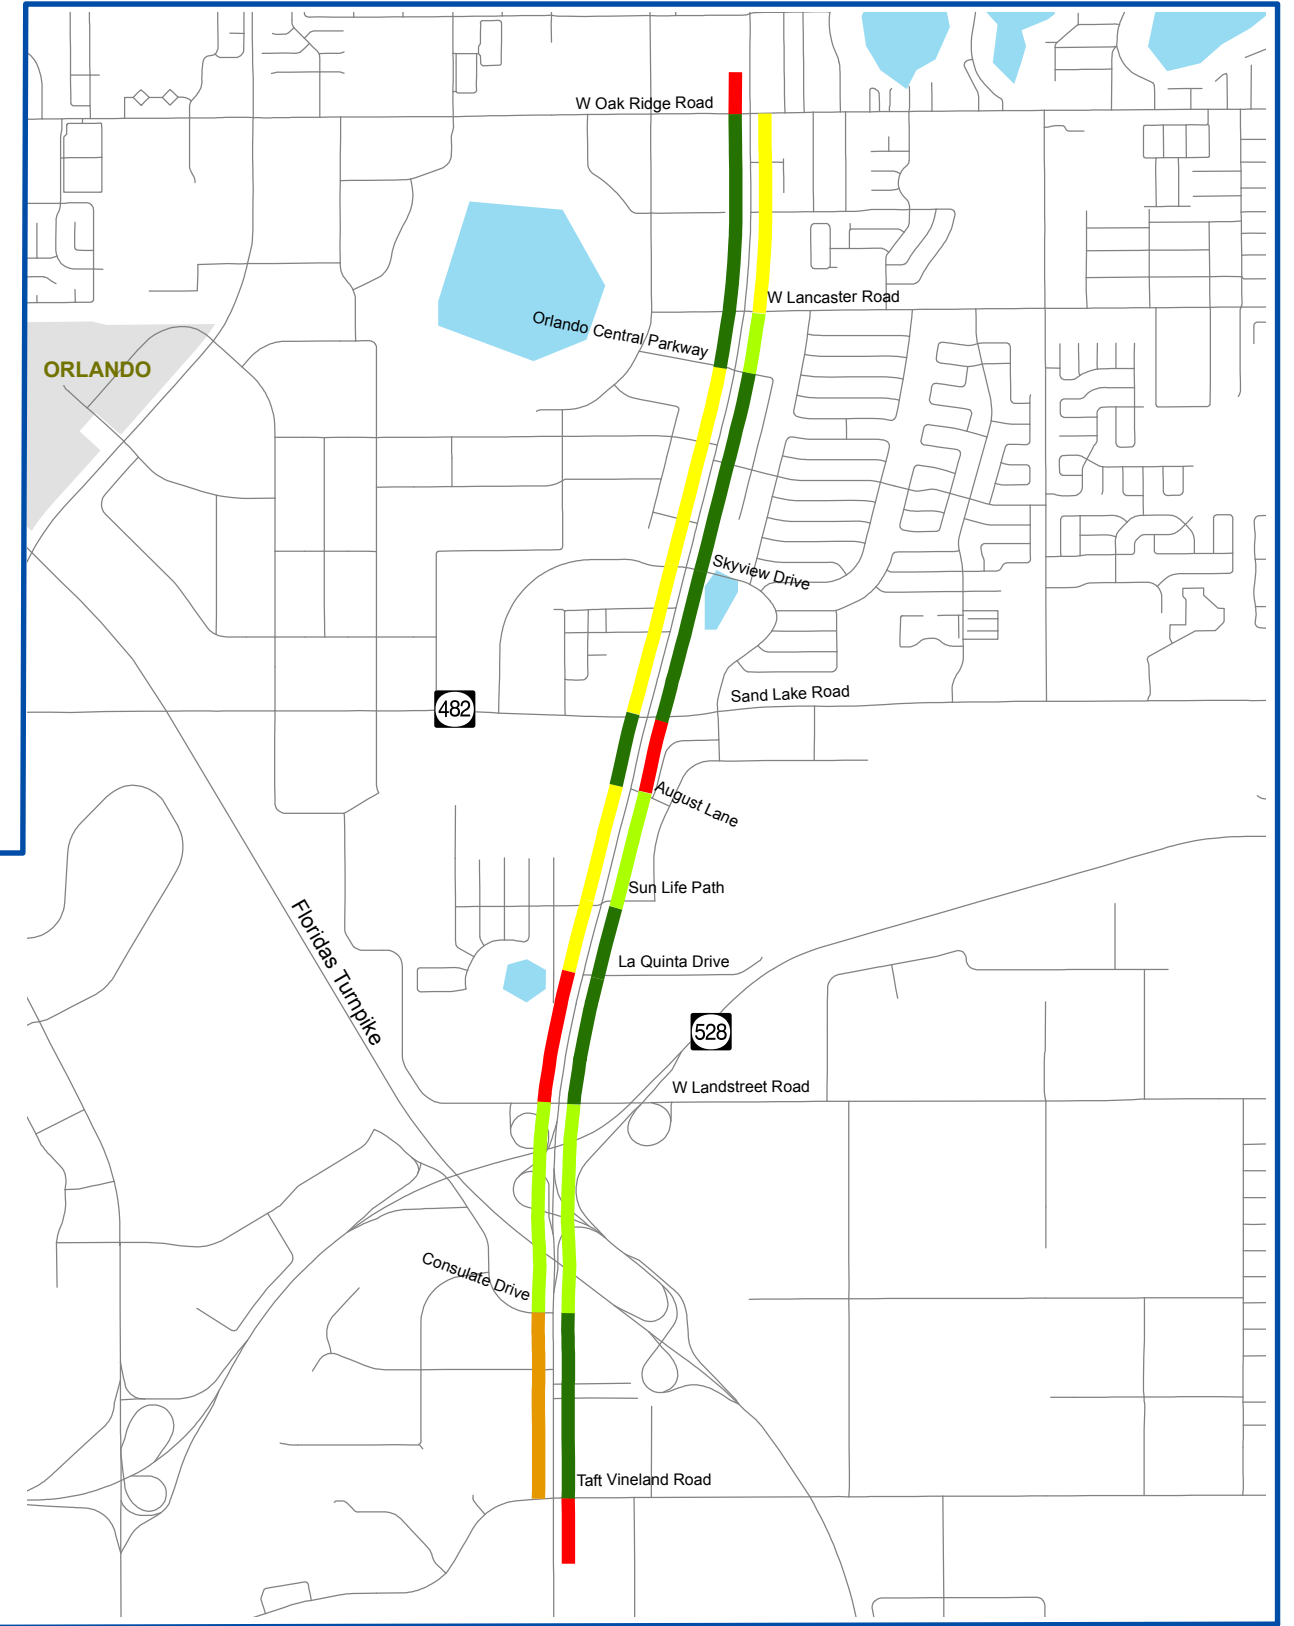 W Oak Ridge Road
W Lancaster Road
Orlando Central Parkway
ORLANDO
Skyview Drive
Sand Lake Road
482
August Lane
Sun Life Path
La Quinta Drive
Floridas Turnpike
528
W Landstreet Road
Consulate Drive
Taft Vineland Road